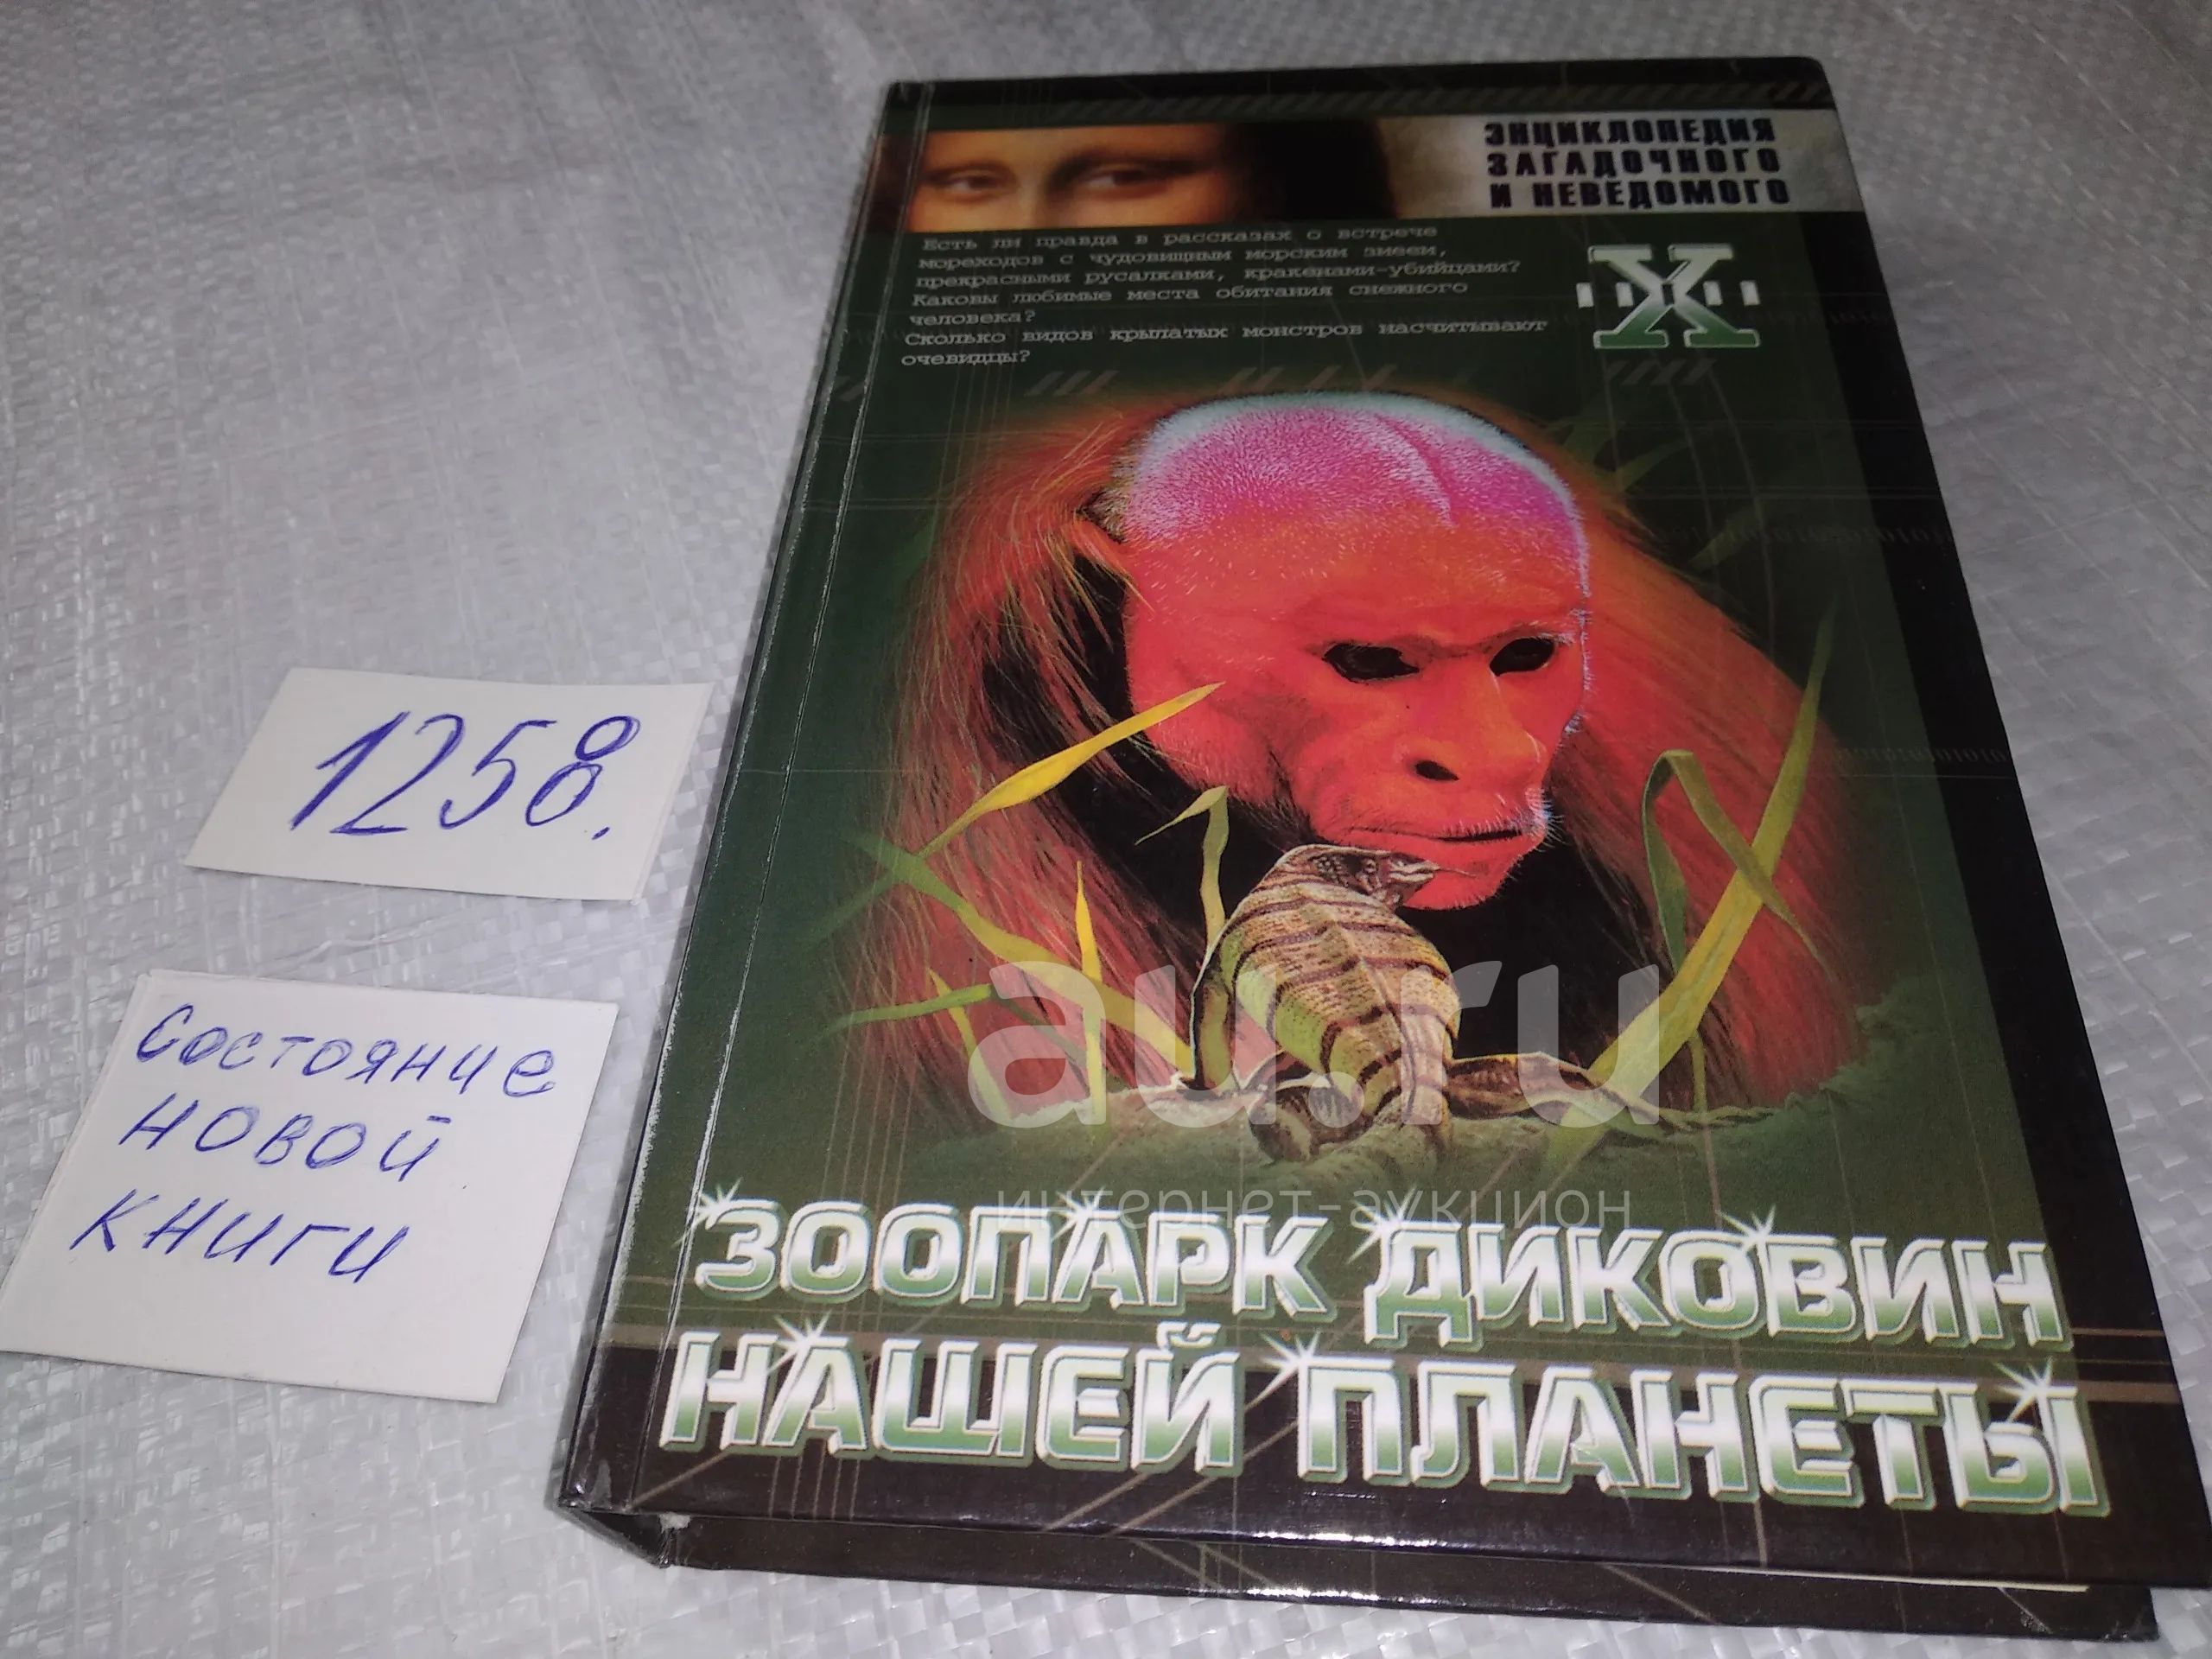 ЭНЦИКЛОПЕДИЯ
ЗАГАДОЧНОГО
И НЕВЕДОМОГО
Есть ли правда в рассказах о встрече
мореходов с чудовищным морским змеем,
прекрасными русалками, кракенами-убийцами?
Каковы любимые места обитания снежного
человека?
Сколько видов крылатых монстров насчитывают
очевидцы?
X
1258.
Состояние
новой
книги
au.ru
интернет-аукцион
ЗООПАРК ДИКОВИН
НАШЕЙ ПЛАНЕТЫ